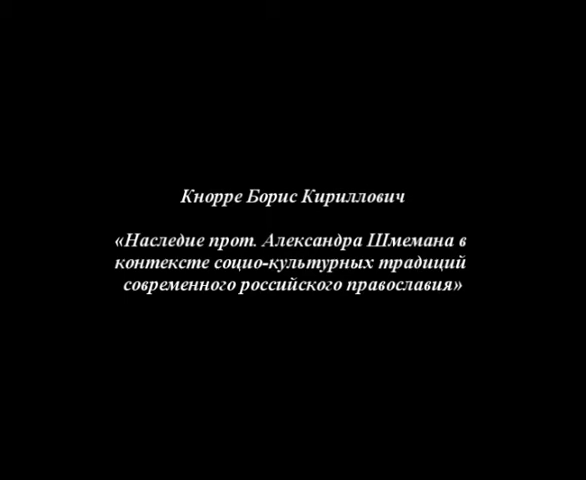 Кнорре Борис Кириллович
«Наследие прот. Александра Шмемана в
контексте социо-культурных традиций
современного российского православия»